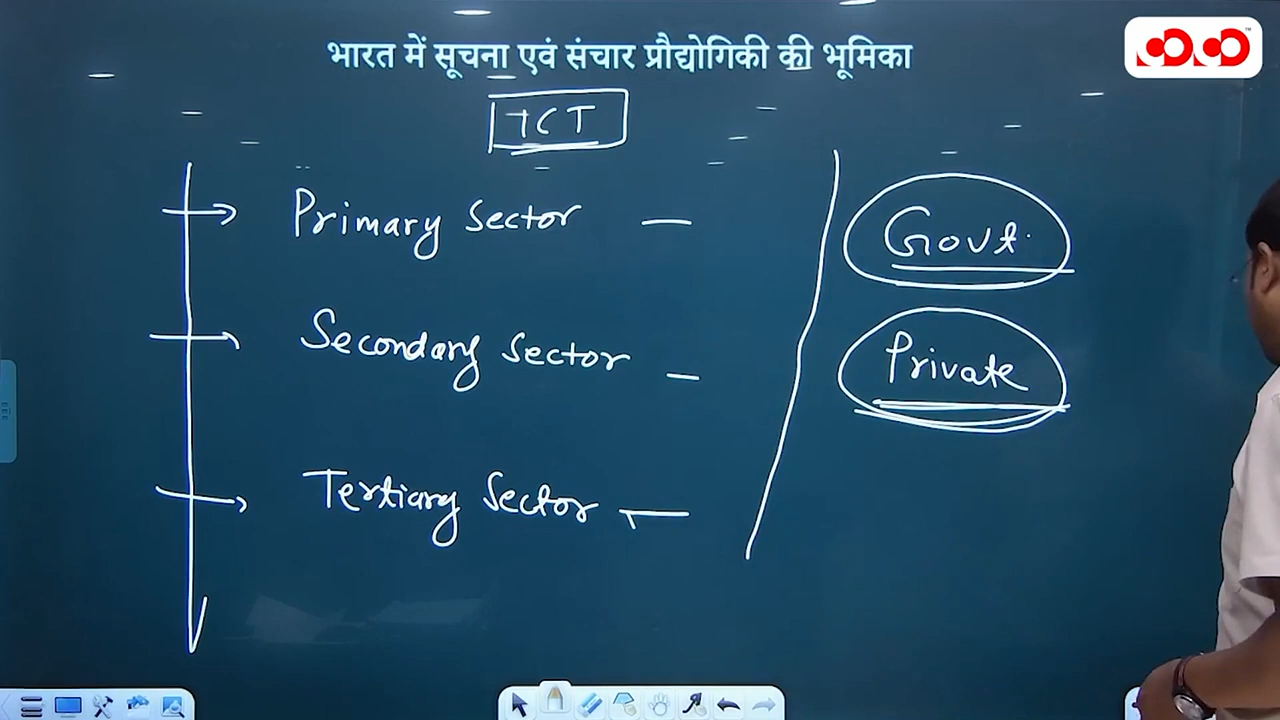 भारत में सूचना एवं संचार प्रौद्योगिकी की भूमिका
ICT
Primary Sector —
Secondary Sector —
Tertiary Sector —
Govt.
Private